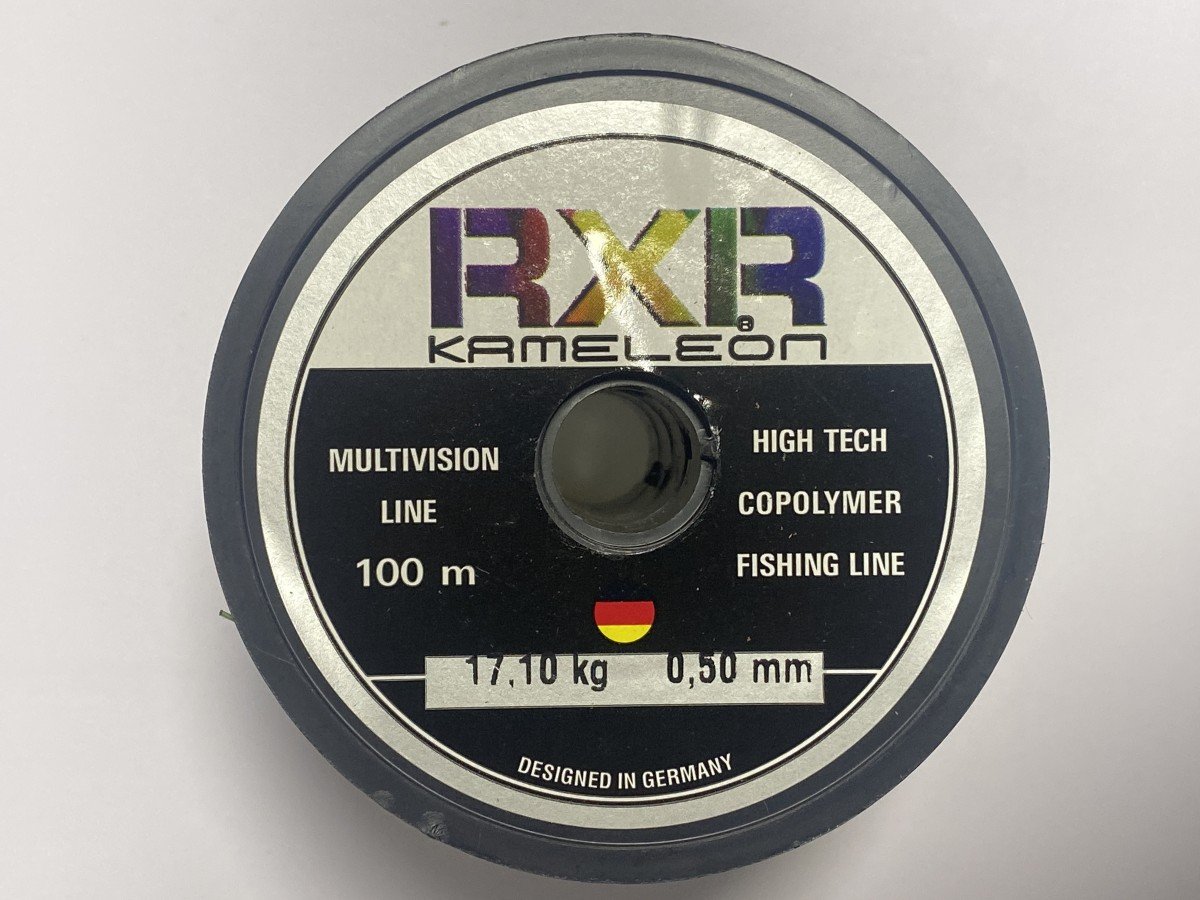 RXR
®
KAMELEON
MULTIVISION
LINE
100 m
HIGH TECH
COPOLYMER
FISHING LINE
17,10 kg 0,50 mm
DESIGNED IN GERMANY